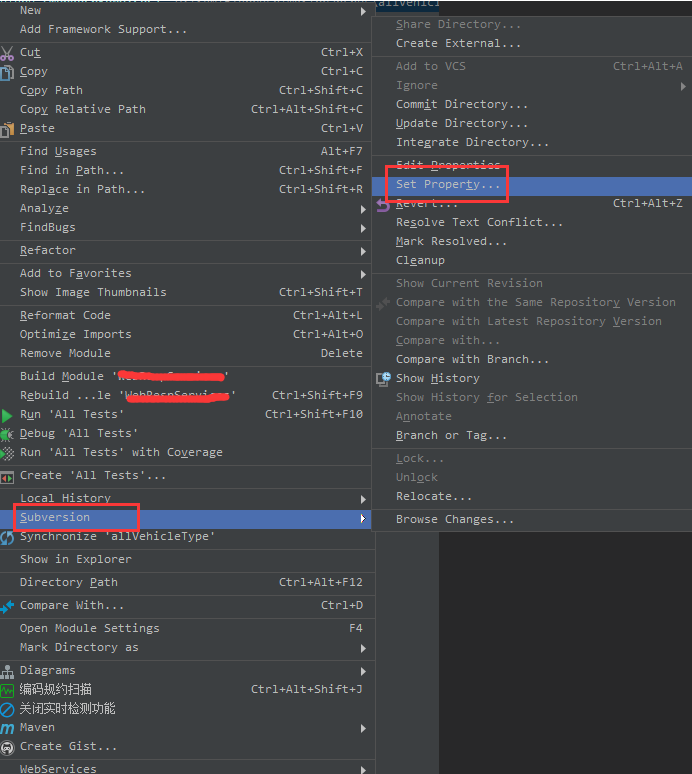 New
Add Framework Support...
Cut Ctrl+X
Copy Ctrl+C
Copy Path Ctrl+Shift+C
Copy Relative Path Ctrl+Alt+Shift+C
Paste Ctrl+V
Find Usages Alt+F7
Find in Path... Ctrl+Shift+F
Replace in Path... Ctrl+Shift+R
Analyze
FindBugs
Refactor
Add to Favorites
Show Image Thumbnails Ctrl+Shift+T
Reformat Code Ctrl+Alt+L
Optimize Imports Ctrl+Alt+O
Remove Module Delete
Build Module '
Rebuild ...le ' Ctrl+Shift+F9
Run 'All Tests' Ctrl+Shift+F10
Debug 'All Tests'
Run 'All Tests' with Coverage
Create 'All Tests'...
Local History
Subversion
Synchronize 'allVehicleType'
Show in Explorer
Directory Path Ctrl+Alt+F12
Compare With... Ctrl+D
Open Module Settings F4
Mark Directory as
Diagrams
编码规约扫描 Ctrl+Alt+Shift+J
关闭实时检测功能
Maven
Create Gist...
WebServices
Share Directory...
Create External...
Add to VCS Ctrl+Alt+A
Ignore
Commit Directory...
Update Directory...
Integrate Directory...
Edit Properties
Set Property...
Revert... Ctrl+Alt+Z
Resolve Text Conflict...
Mark Resolved...
Cleanup
Show Current Revision
Compare with the Same Repository Version
Compare with Latest Repository Version
Compare with...
Compare with Branch...
Show History
Show History for Selection
Annotate
Branch or Tag...
Lock...
Unlock
Relocate...
Browse Changes...